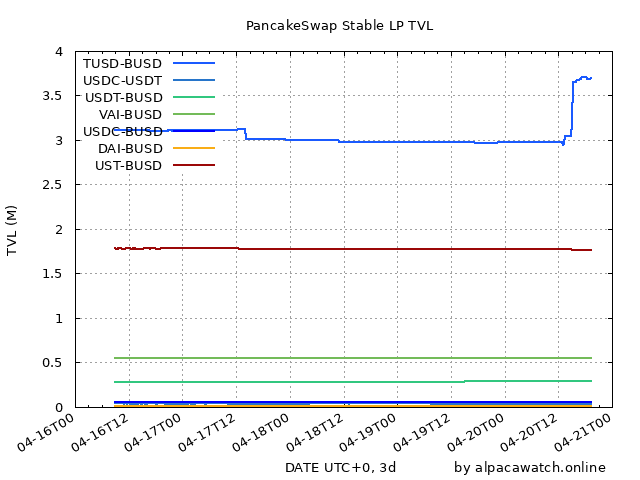 PancakeSwap Stable LP TVL
TVL (M)
4
3.5
3
2.5
2
1.5
1
0.5
0
TUSD-BUSD
USDC-USDT
USDT-BUSD
VAI-BUSD
USDC-BUSD
DAI-BUSD
UST-BUSD
04-16T00
04-16T12
04-17T00
04-17T12
04-18T00
04-18T12
04-19T00
04-19T12
04-20T00
04-20T12
04-21T00
DATE UTC+0, 3d
by alpacawatch.online